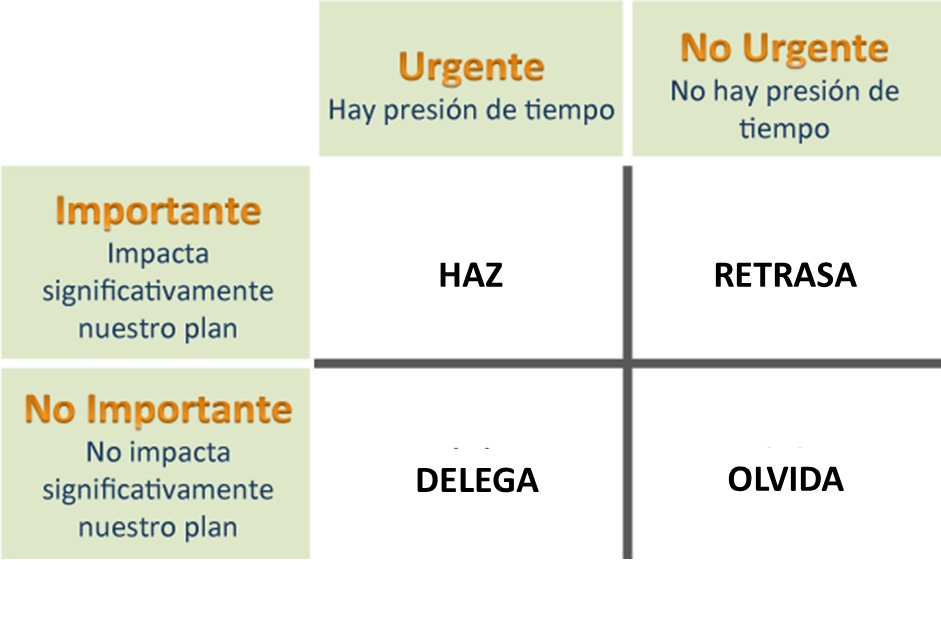 Urgente
Hay presión de tiempo
No Urgente
No hay presión de
tiempo
Importante
Impacta
significativamente
nuestro plan
HAZ
RETRASA
No Importante
No impacta
significativamente
nuestro plan
DELEGA
OLVIDA